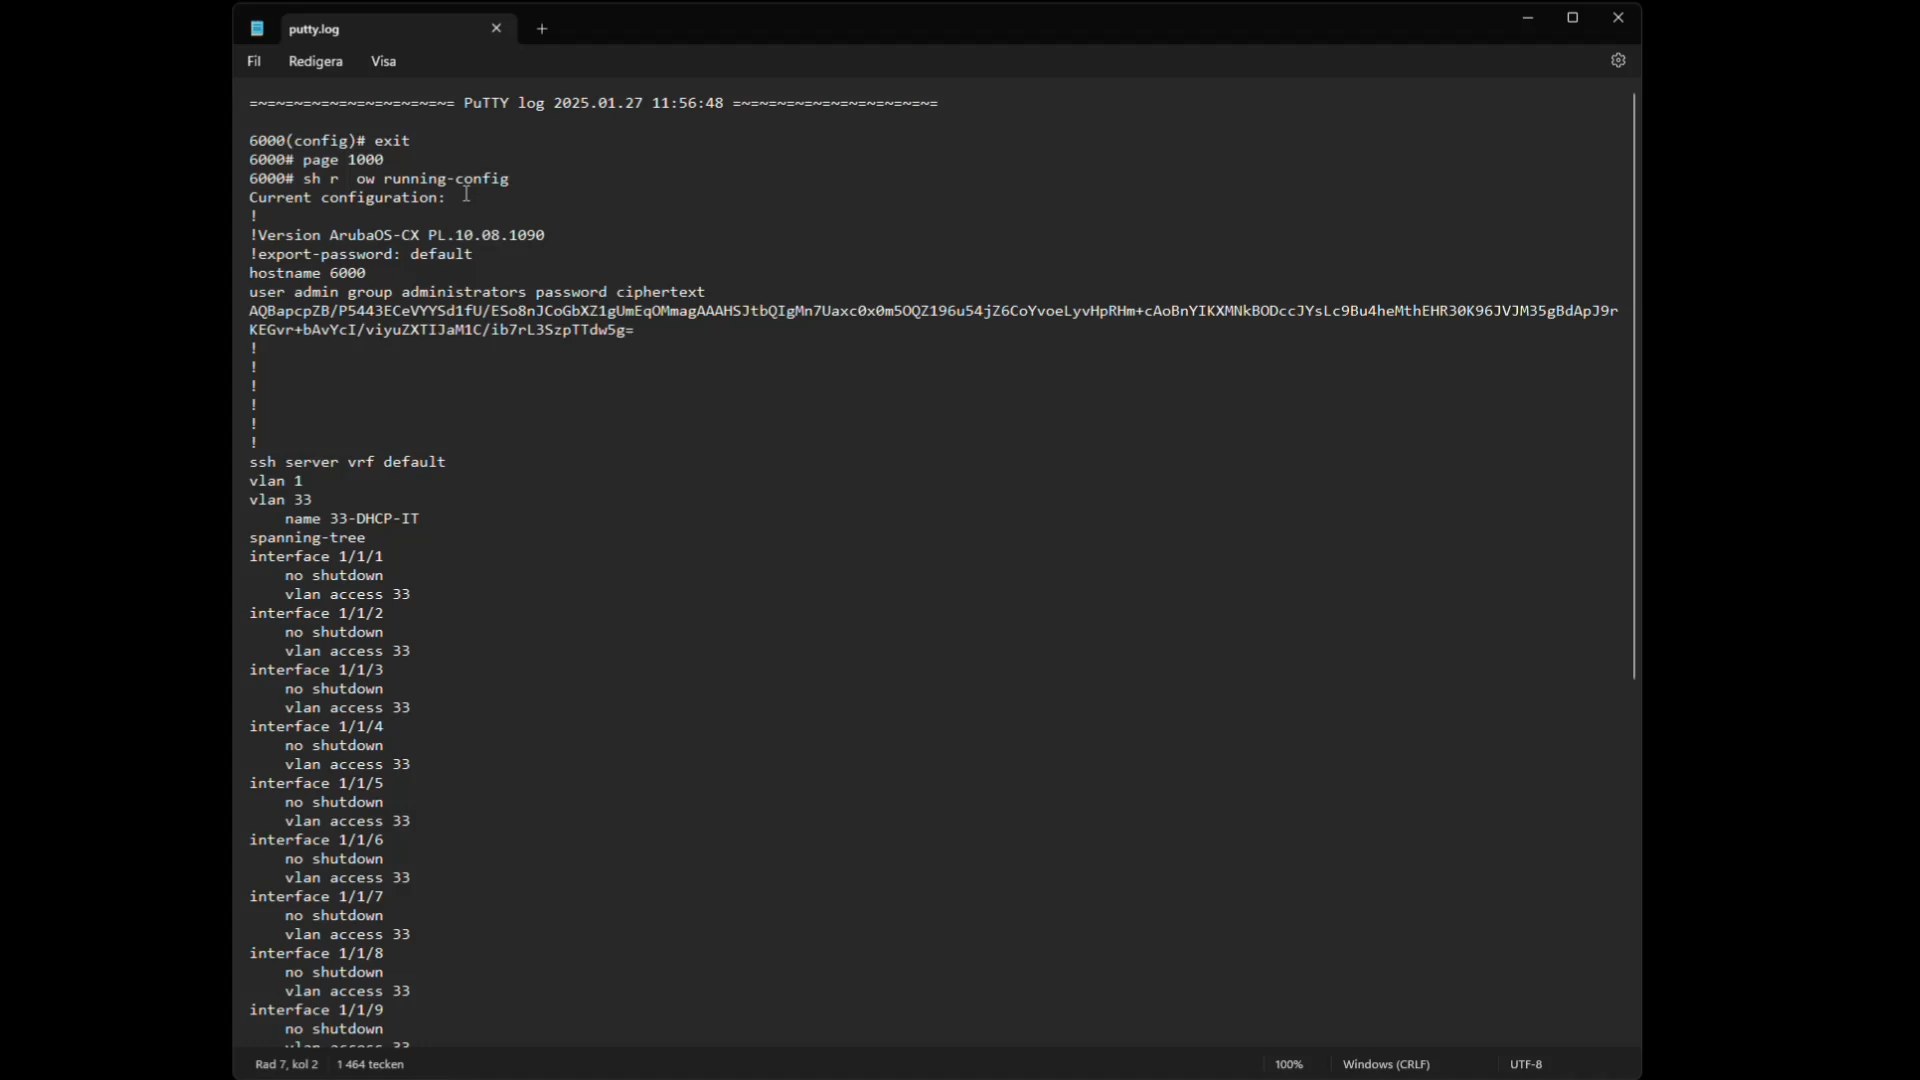 putty.log
Fil Redigera Visa
=~=~=~=~=~=~=~=~=~=~=~= PuTTY log 2025.01.27 11:56:48 =~=~=~=~=~=~=~=~=~=~=~=
6000(config)# exit
6000# page 1000
6000# sh r  ow running-config
Current configuration:
!
!Version ArubaOS-CX PL.10.08.1090
!export-password: default
hostname 6000
user admin group administrators password ciphertext
AQBapcpZB/P5443ECeVYYSd1fU/ESo8nJCoGbXZ1gUmEqOMmagAAAHSJtbQIgMn7Uaxc0x0m5OQZ196u54jZ6CoYvoeLyvHpRHm+cAoBnYIKXMNkBODccJYsLc9Bu4heMthEHR30K96JVJM35gBdApJ9r
KEGvr+bAvYcI/viyuZXTIJaM1C/ib7rL3SzpTTdw5g=
!
!
!
!
!
!
ssh server vrf default
vlan 1
vlan 33
    name 33-DHCP-IT
spanning-tree
interface 1/1/1
    no shutdown
    vlan access 33
interface 1/1/2
    no shutdown
    vlan access 33
interface 1/1/3
    no shutdown
    vlan access 33
interface 1/1/4
    no shutdown
    vlan access 33
interface 1/1/5
    no shutdown
    vlan access 33
interface 1/1/6
    no shutdown
    vlan access 33
interface 1/1/7
    no shutdown
    vlan access 33
interface 1/1/8
    no shutdown
    vlan access 33
interface 1/1/9
    no shutdown
    vlan access 33
Rad 7, kol 2 1 464 tecken 100% Windows (CRLF) UTF-8